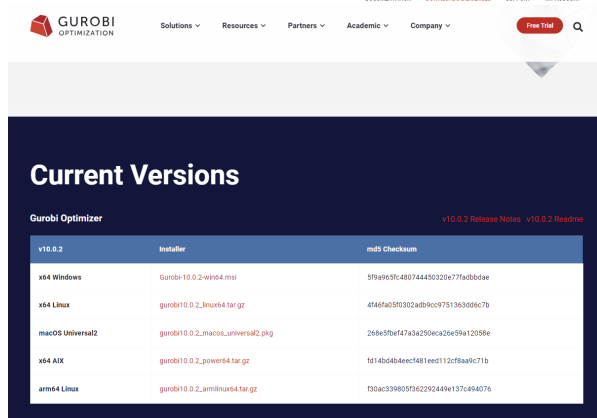 GUROBI
OPTIMIZATION
Solutions Resources Partners Academic Company Free Trial
Current Versions
Gurobi Optimizer v10.0.2 Release Notes v10.0.2 Readme
v10.0.2 Installer md5 Checksum
x64 Windows Gurobi-10.0.2-win64.msi 5f9a965fc480744450320e77fadbbdae
x64 Linux gurobi10.0.2_linux64.tar.gz 4f46fa05f0302adb9cc9751363dd6c7b
macOS Universal2 gurobi10.0.2_macos_universal2.pkg 268e5fbef47a3a250eca26e59a12058e
x64 AIX gurobi10.0.2_power64.tar.gz fd14bd4b4eecf481eed112cf8aa9c71b
arm64 Linux gurobi10.0.2_armlinux64.tar.gz f30ac339805f362292449e137c494076